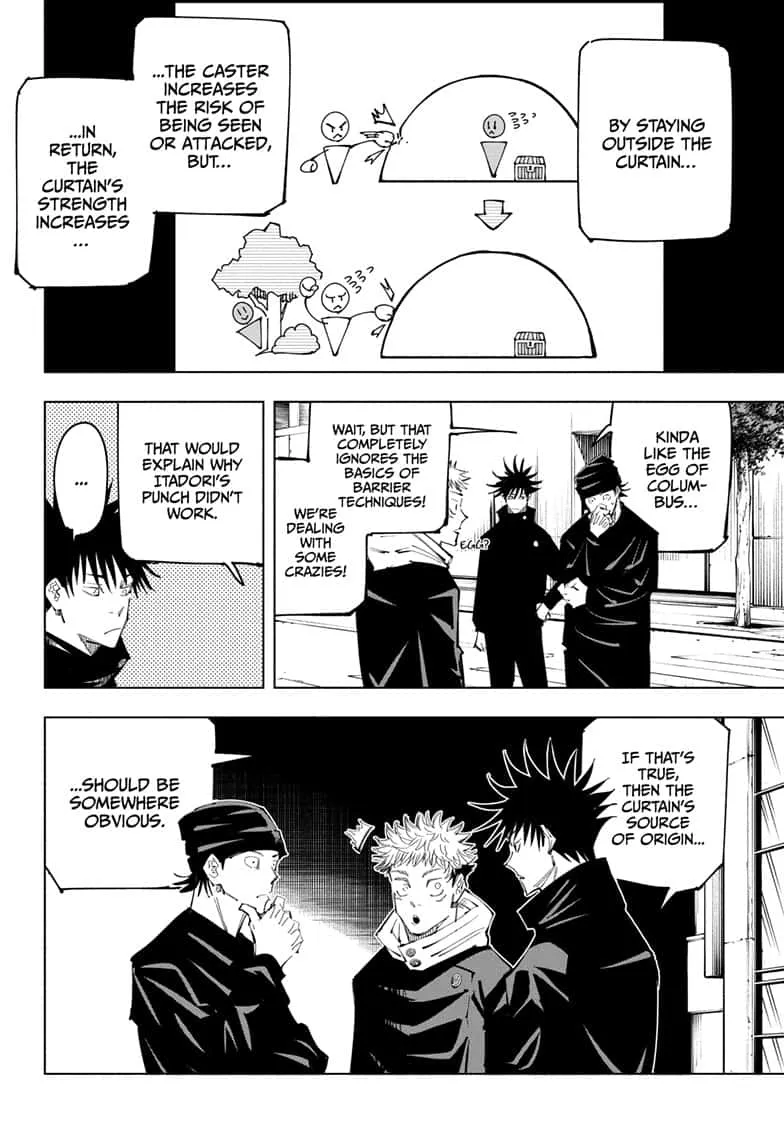 BY STAYING
OUTSIDE THE
CURTAIN...
...THE CASTER
INCREASES
THE RISK OF
BEING SEEN
OR ATTACKED,
BUT...
...IN
RETURN,
THE
CURTAIN'S
STRENGTH
INCREASES
...
KINDA
LIKE THE
EGG OF
COLUM-
BUS...
EGG?
WAIT, BUT THAT
COMPLETELY
IGNORES THE
BASICS OF
BARRIER
TECHNIQUES!
WE'RE
DEALING
WITH
SOME
CRAZIES!
THAT WOULD
EXPLAIN WHY
ITADORI'S
PUNCH DIDN'T
WORK.
...
IF THAT'S
TRUE,
THEN THE
CURTAIN'S
SOURCE OF
ORIGIN...
...SHOULD BE
SOMEWHERE
OBVIOUS.